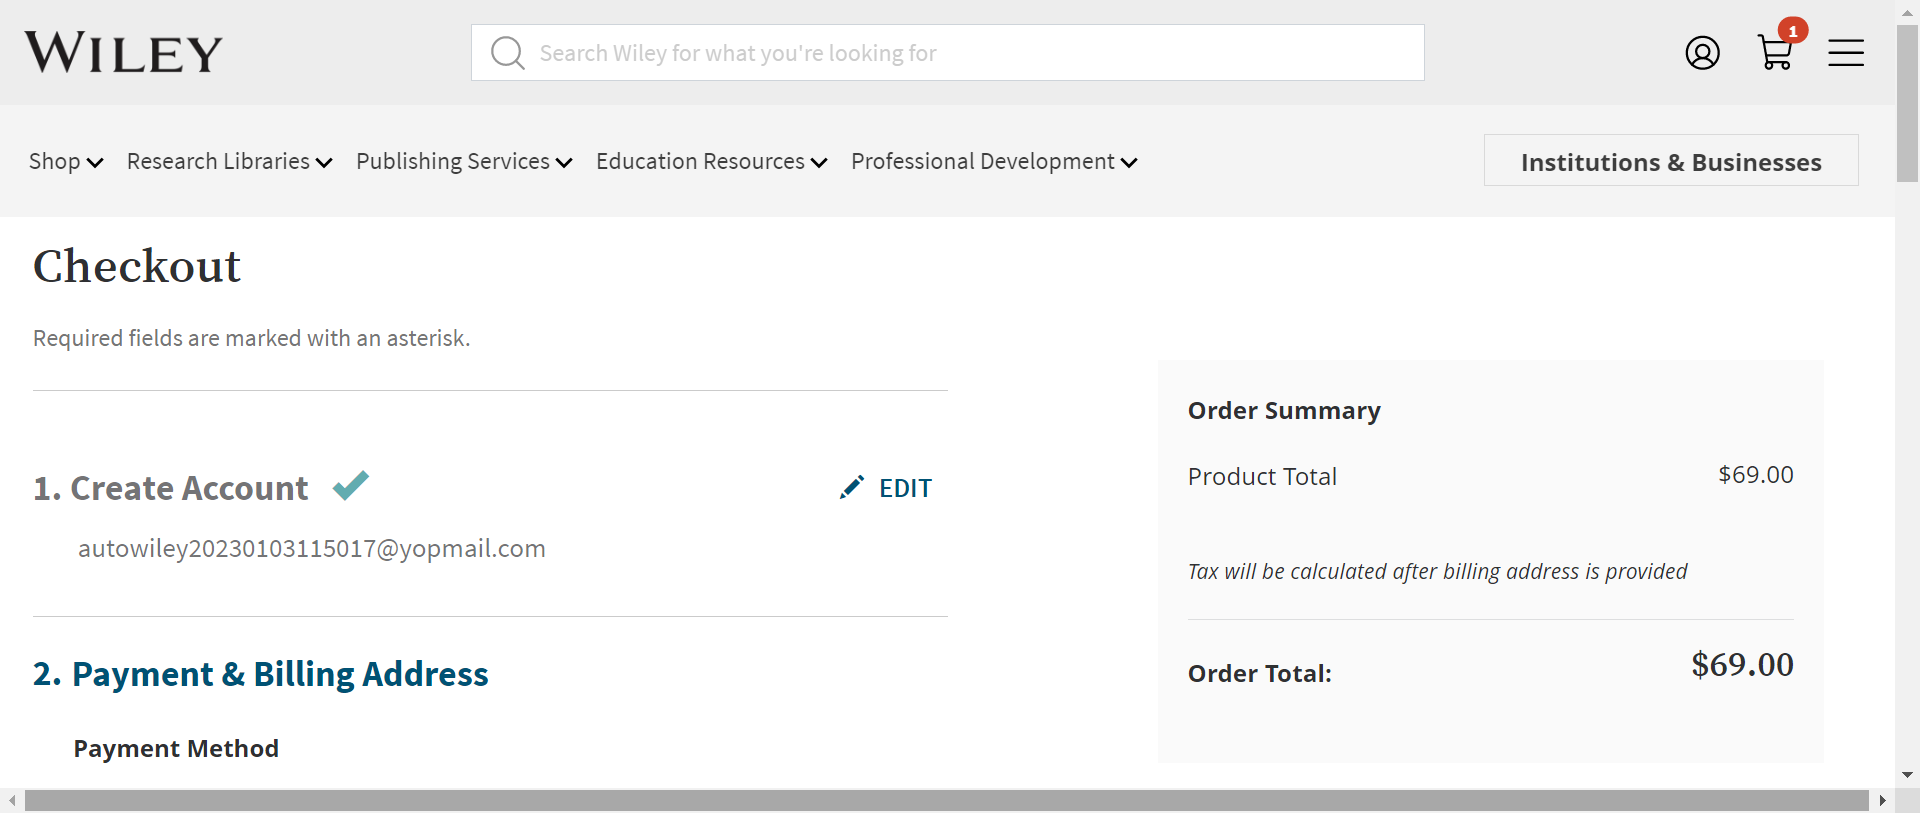 WILEY
Search Wiley for what you're looking for
1
Shop Research Libraries Publishing Services Education Resources Professional Development
Institutions & Businesses
Checkout
Required fields are marked with an asterisk.
1. Create Account
EDIT
autowiley20230103115017@yopmail.com
2. Payment & Billing Address
Payment Method
Order Summary
Product Total $69.00
Tax will be calculated after billing address is provided
Order Total: $69.00